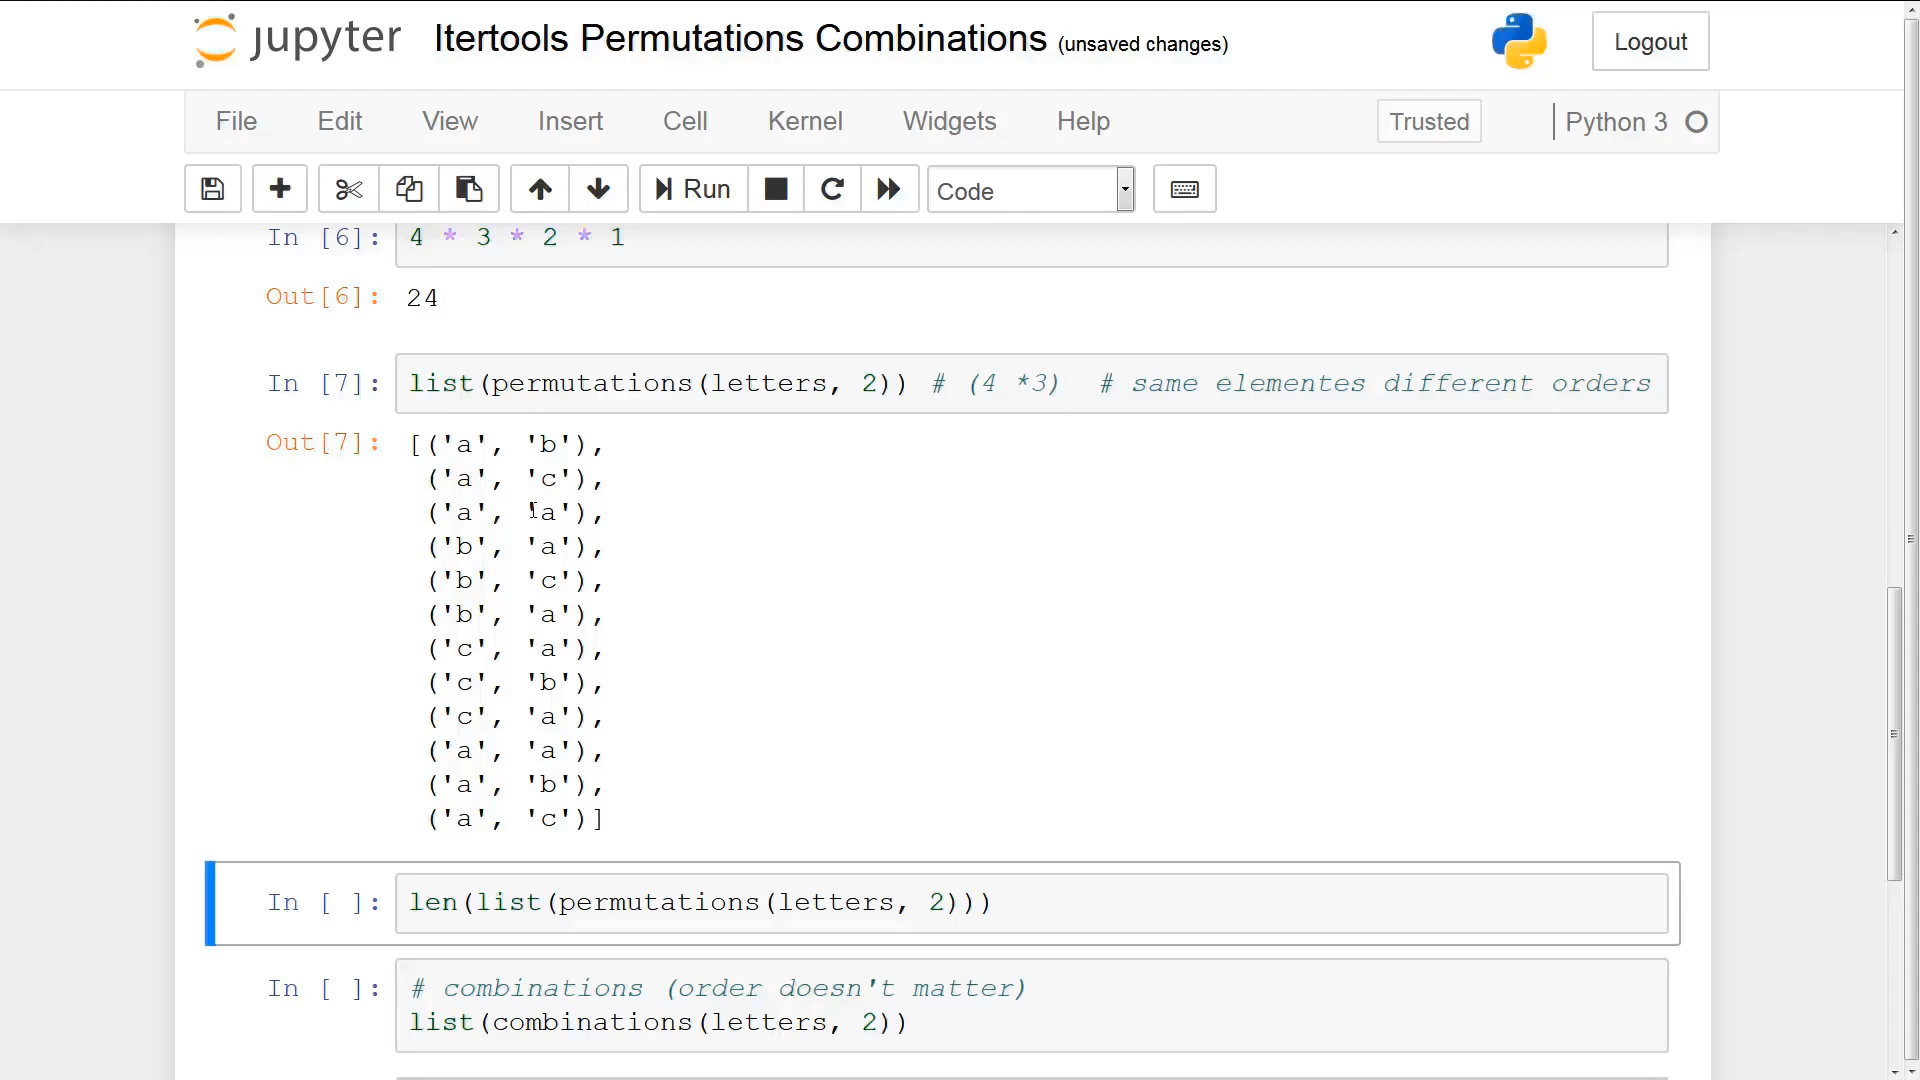 jupyter Itertools Permutations Combinations (unsaved changes) Logout
File Edit View Insert Cell Kernel Widgets Help Trusted Python 3
Run Code
In [6]: 4 * 3 * 2 * 1
Out[6]: 24
In [7]: list(permutations(letters, 2)) # (4 *3)  # same elementes different orders
Out[7]: [('a', 'b'),
('a', 'c'),
('a', 'a'),
('b', 'a'),
('b', 'c'),
('b', 'a'),
('c', 'a'),
('c', 'b'),
('c', 'a'),
('a', 'a'),
('a', 'b'),
('a', 'c')]
In [ ]: len(list(permutations(letters, 2)))
In [ ]: # combinations (order doesn't matter)
list(combinations(letters, 2))